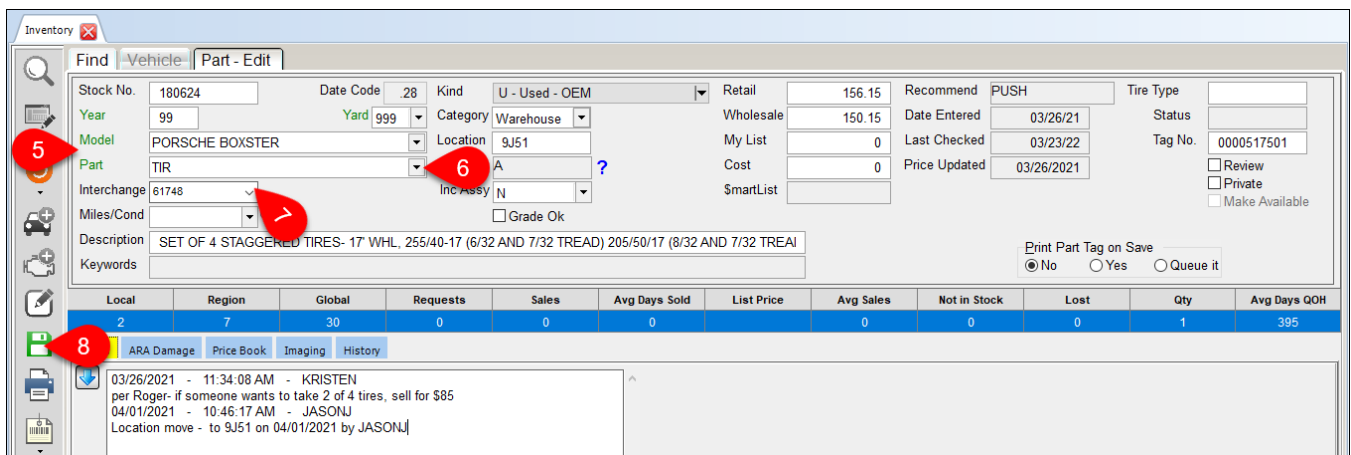 Inventory
Find Vehicle Part - Edit
Stock No. 180624 Date Code .28 Kind U - Used - OEM Retail 156.15 Recommend PUSH Tire Type
Year 99 Yard 999 Category Warehouse Wholesale 150.15 Date Entered 03/26/21 Status
5 Model PORSCHE BOXSTER Location 9J51 My List 0 Last Checked 03/23/22 Tag No. 0000517501
Part TIR 6 A ? Cost 0 Price Updated 03/26/2021 Review
Interchange 61748 7 Inc Assy N $martList Private
Make Available
Miles/Cond Grade Ok
Description SET OF 4 STAGGERED TIRES- 17' WHL, 255/40-17 (6/32 AND 7/32 TREAD) 205/50/17 (8/32 AND 7/32 TREAI
Print Part Tag on Save
Keywords No Yes Queue it
Local Region Global Requests Sales Avg Days Sold List Price Avg Sales Not in Stock Lost Qty Avg Days QOH
2 7 30 0 0 0 0 0 0 1 395
8 ARA Damage Price Book Imaging History
03/26/2021 - 11:34:08 AM - KRISTEN
per Roger- if someone wants to take 2 of 4 tires, sell for $85
04/01/2021 - 10:46:17 AM - JASONJ
Location move - to 9J51 on 04/01/2021 by JASONJ